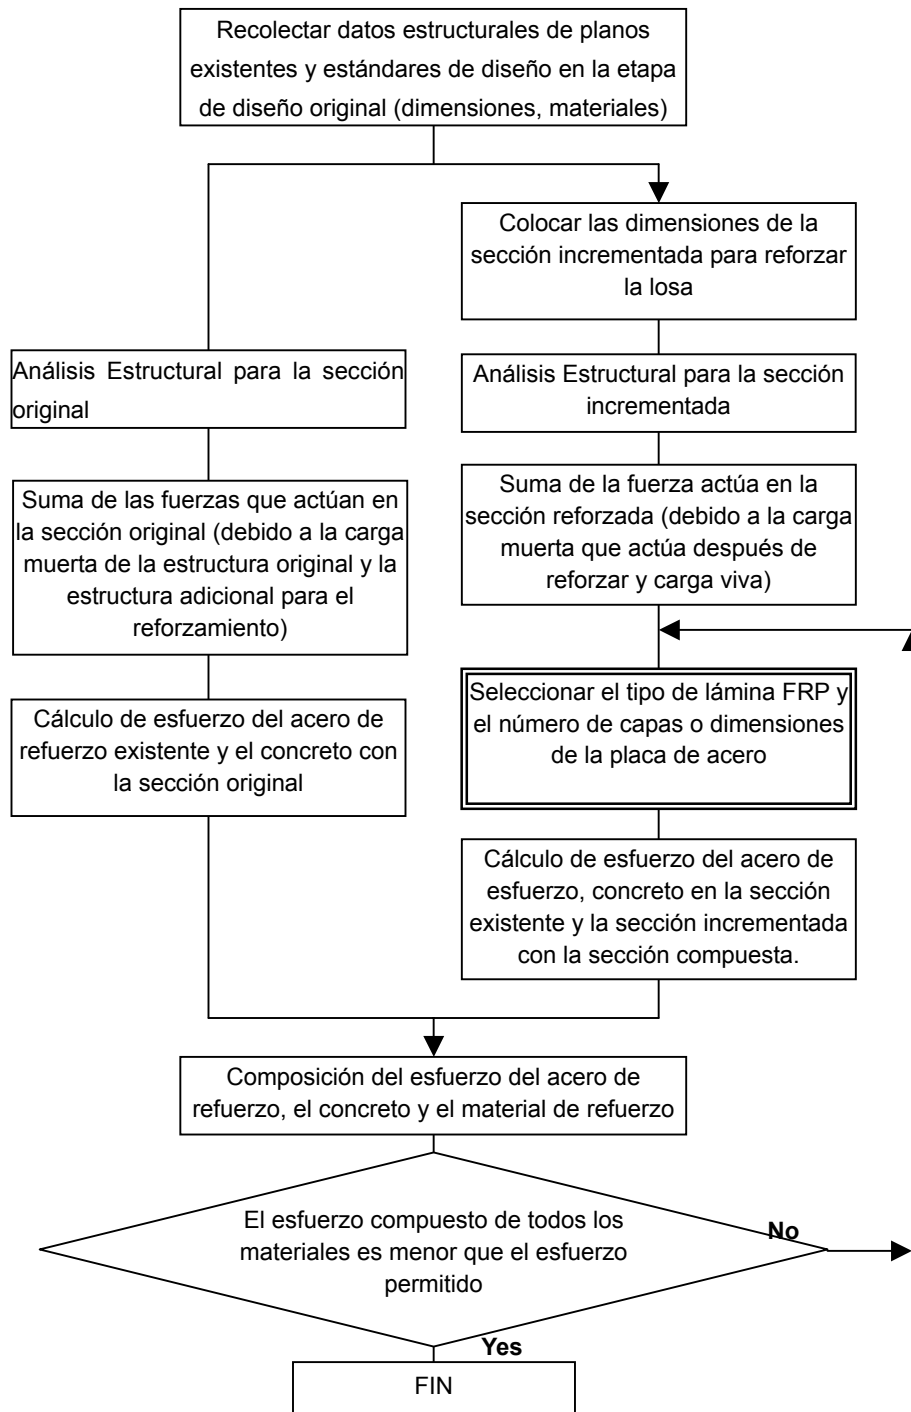 Recolectar datos estructurales de planos
existentes y estándares de diseño en la etapa
de diseño original (dimensiones, materiales)
Colocar las dimensiones de la
sección incrementada para reforzar
la losa
Análisis Estructural para la sección
original
Análisis Estructural para la sección
incrementada
Suma de las fuerzas que actúan en
la sección original (debido a la carga
muerta de la estructura original y la
estructura adicional para el
reforzamiento)
Suma de la fuerza actúa en la
sección reforzada (debido a la carga
muerta que actúa después de
reforzar y carga viva)
Seleccionar el tipo de lámina FRP y
el número de capas o dimensiones
de la placa de acero
Cálculo de esfuerzo del acero de
refuerzo existente y el concreto con
la sección original
Cálculo de esfuerzo del acero de
esfuerzo, concreto en la sección
existente y la sección incrementada
con la sección compuesta.
Composición del esfuerzo del acero de
refuerzo, el concreto y el material de refuerzo
El esfuerzo compuesto de todos los
materiales es menor que el esfuerzo
permitido
No
Yes
FIN